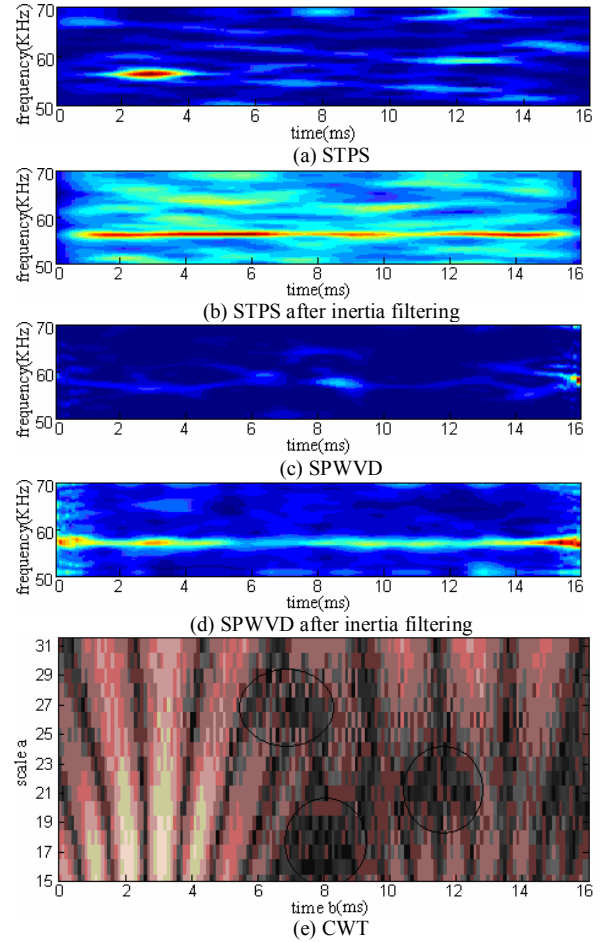 frequency(KHz)
70
60
50
0 2 4 6 8 10 12 14 16
time(ms)
(a) STPS
frequency(KHz)
70
60
50
0 2 4 6 8 10 12 14 16
time(ms)
(b) STPS after inertia filtering
frequency(KHz)
70
60
50
0 2 4 6 8 10 12 14 16
time(ms)
(c) SPWVD
frequency(KHz)
70
60
50
0 2 4 6 8 10 12 14 16
time(ms)
(d) SPWVD after inertia filtering
scale a
31
29
27
25
23
21
19
17
15
0 2 4 6 8 10 12 14 16
time b(ms)
(e) CWT